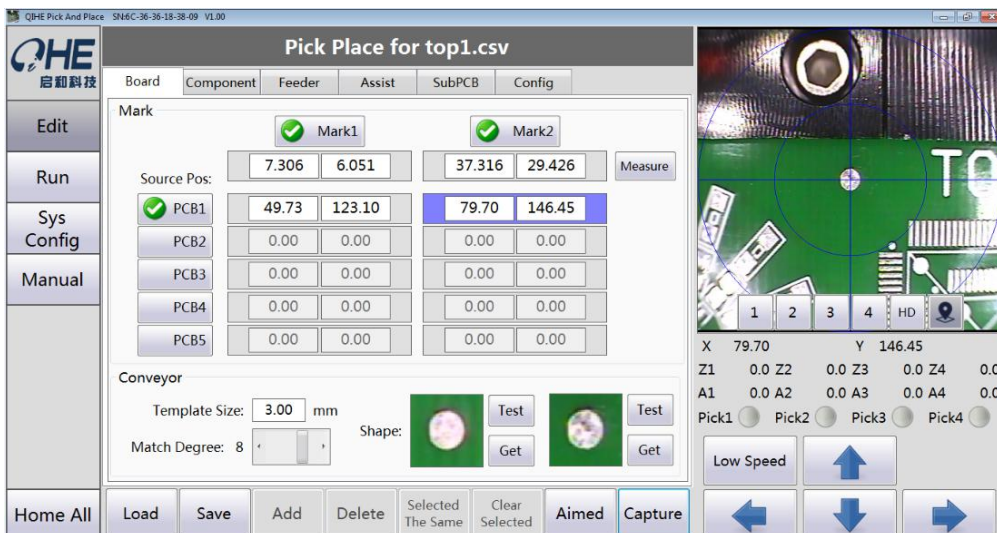 QIHE Pick And Place SN:6C-36-36-18-38-09 V1.00
QiHE
启和科技
Pick Place for top1.csv
Board Component Feeder Assist SubPCB Config
Edit
Run
Sys
Config
Manual
Home All
Mark
Mark1 Mark2
Source Pos: 7.306 6.051 37.316 29.426 Measure
PCB1 49.73 123.10 79.70 146.45
PCB2 0.00 0.00 0.00 0.00
PCB3 0.00 0.00 0.00 0.00
PCB4 0.00 0.00 0.00 0.00
PCB5 0.00 0.00 0.00 0.00
Conveyor
Template Size: 3.00 mm
Match Degree: 8
Shape: Test Get Test Get
Load Save Add Delete Selected The Same Clear Selected Aimed Capture
TO
1 2 3 4 HD
X 79.70 Y 146.45
Z1 0.0 Z2 0.0 Z3 0.0 Z4 0.0
A1 0.0 A2 0.0 A3 0.0 A4 0.0
Pick1 Pick2 Pick3 Pick4
Low Speed